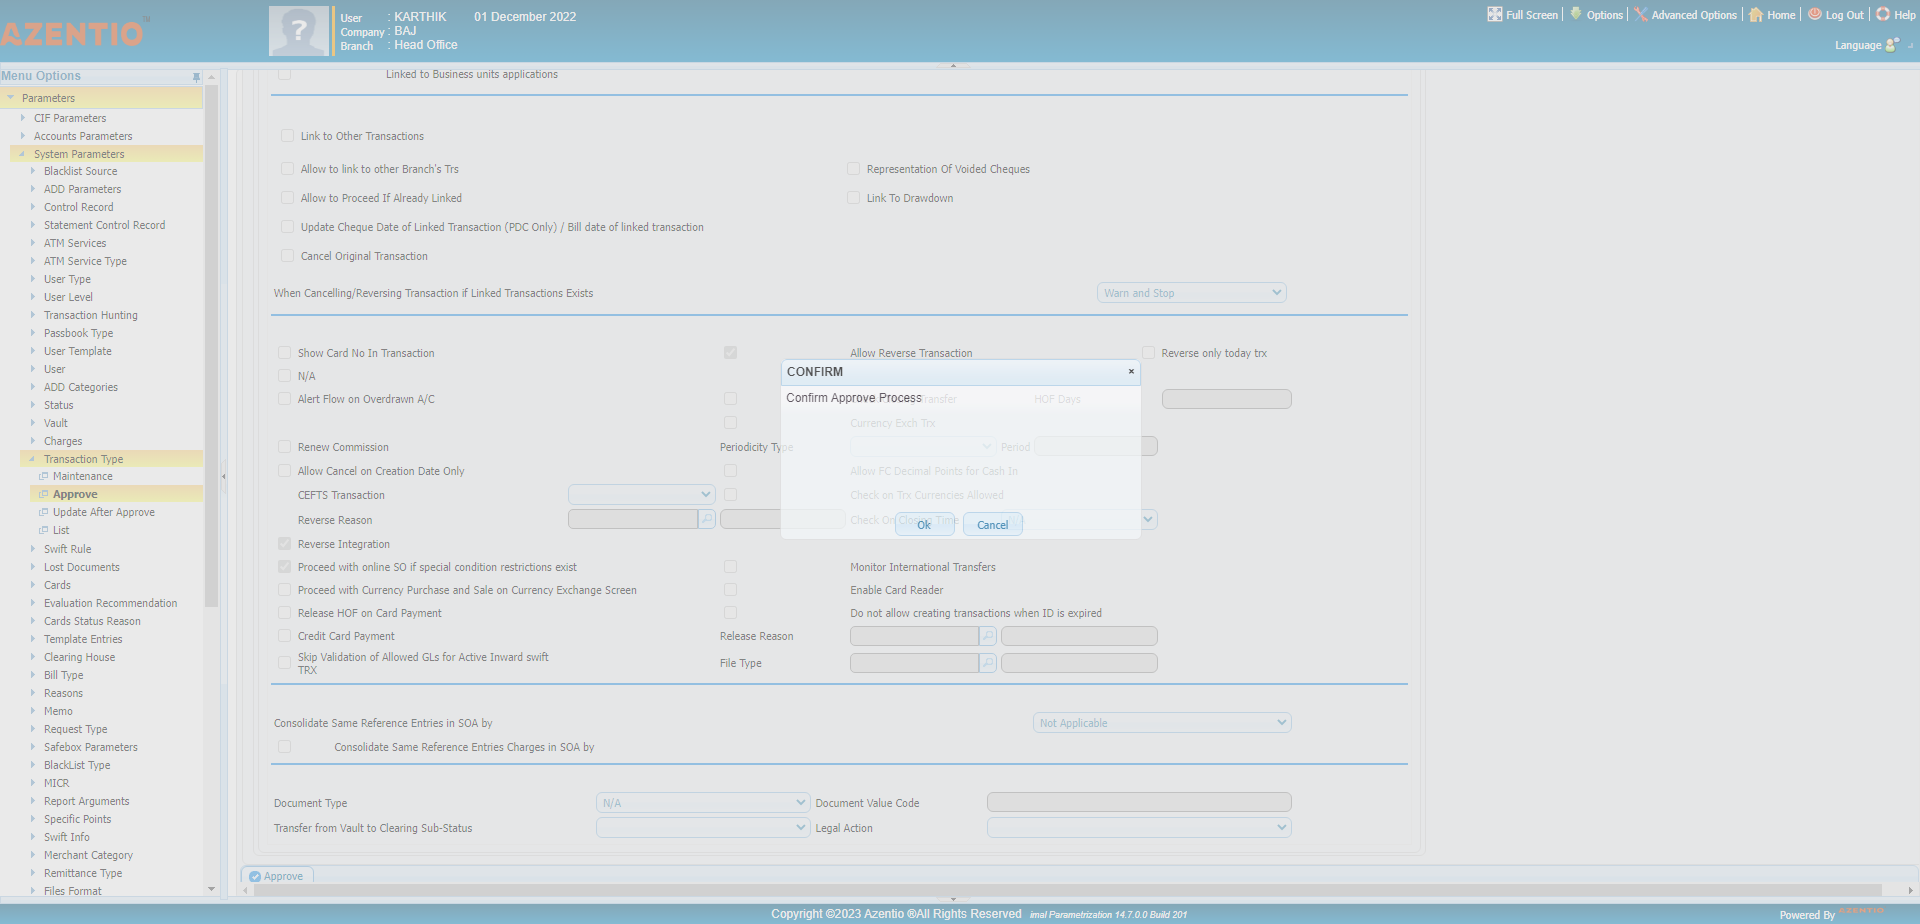 AZENTIO
TM
User : KARTHIK 01 December 2022
Company : BAJ
Branch : Head Office
Full Screen
Options
Advanced Options
Home
Log Out
Help
Language
Menu Options
Parameters
CIF Parameters
Accounts Parameters
System Parameters
Blacklist Source
ADD Parameters
Control Record
Statement Control Record
ATM Services
ATM Service Type
User Type
User Level
Transaction Hunting
Passbook Type
User Template
User
ADD Categories
Status
Vault
Charges
Transaction Type
Maintenance
Approve
Update After Approve
List
Swift Rule
Lost Documents
Cards
Evaluation Recommendation
Cards Status Reason
Template Entries
Clearing House
Bill Type
Reasons
Memo
Request Type
Safebox Parameters
BlackList Type
MICR
Report Arguments
Specific Points
Swift Info
Merchant Category
Remittance Type
Files Format
Linked to Business units applications
Link to Other Transactions
Allow to link to other Branch's Trs
Representation Of Voided Cheques
Allow to Proceed If Already Linked
Link To Drawdown
Update Cheque Date of Linked Transaction (PDC Only) / Bill date of linked transaction
Cancel Original Transaction
When Cancelling/Reversing Transaction if Linked Transactions Exists
Warn and Stop
Show Card No In Transaction
Allow Reverse Transaction
Reverse only today trx
N/A
CONFIRM
Confirm Approve Process
Alert Flow on Overdrawn A/C
Transfer
HOF Days
Currency Exch Trx
Renew Commission
Periodicity Type
Period
Allow Cancel on Creation Date Only
Allow FC Decimal Points for Cash In
CEFTS Transaction
Check on Trx Currencies Allowed
Reverse Reason
Check On Closing Time
Ok
Cancel
Reverse Integration
Proceed with online SO if special condition restrictions exist
Monitor International Transfers
Proceed with Currency Purchase and Sale on Currency Exchange Screen
Enable Card Reader
Release HOF on Card Payment
Do not allow creating transactions when ID is expired
Credit Card Payment
Release Reason
Skip Validation of Allowed GLs for Active Inward swift
TRX
File Type
Consolidate Same Reference Entries in SOA by
Not Applicable
Consolidate Same Reference Entries Charges in SOA by
Document Type
N/A
Document Value Code
Transfer from Vault to Clearing Sub-Status
Legal Action
Approve
Copyright ©2023 Azentio ®All Rights Reserved imal Parametrization 14.7.0.0 Build 201
Powered By AZENTIO